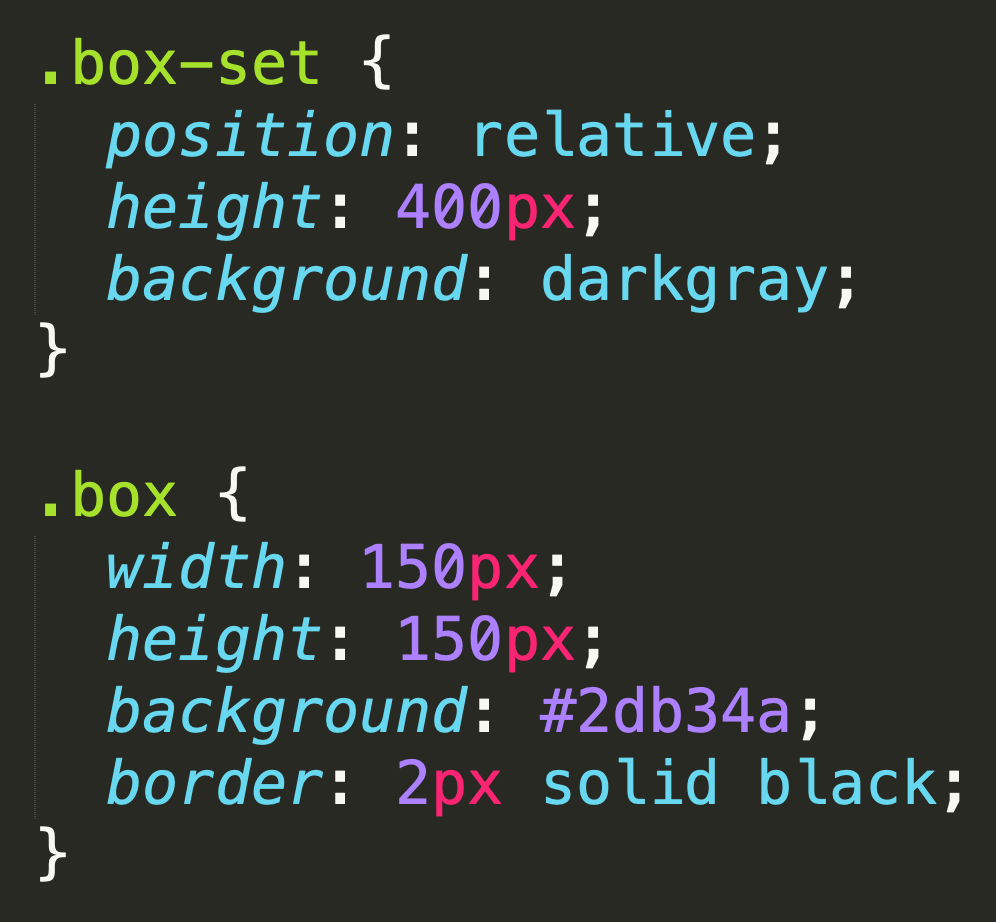 .box-set {
  position: relative;
  height: 400px;
  background: darkgray;
}

.box {
  width: 150px;
  height: 150px;
  background: #2db34a;
  border: 2px solid black;
}